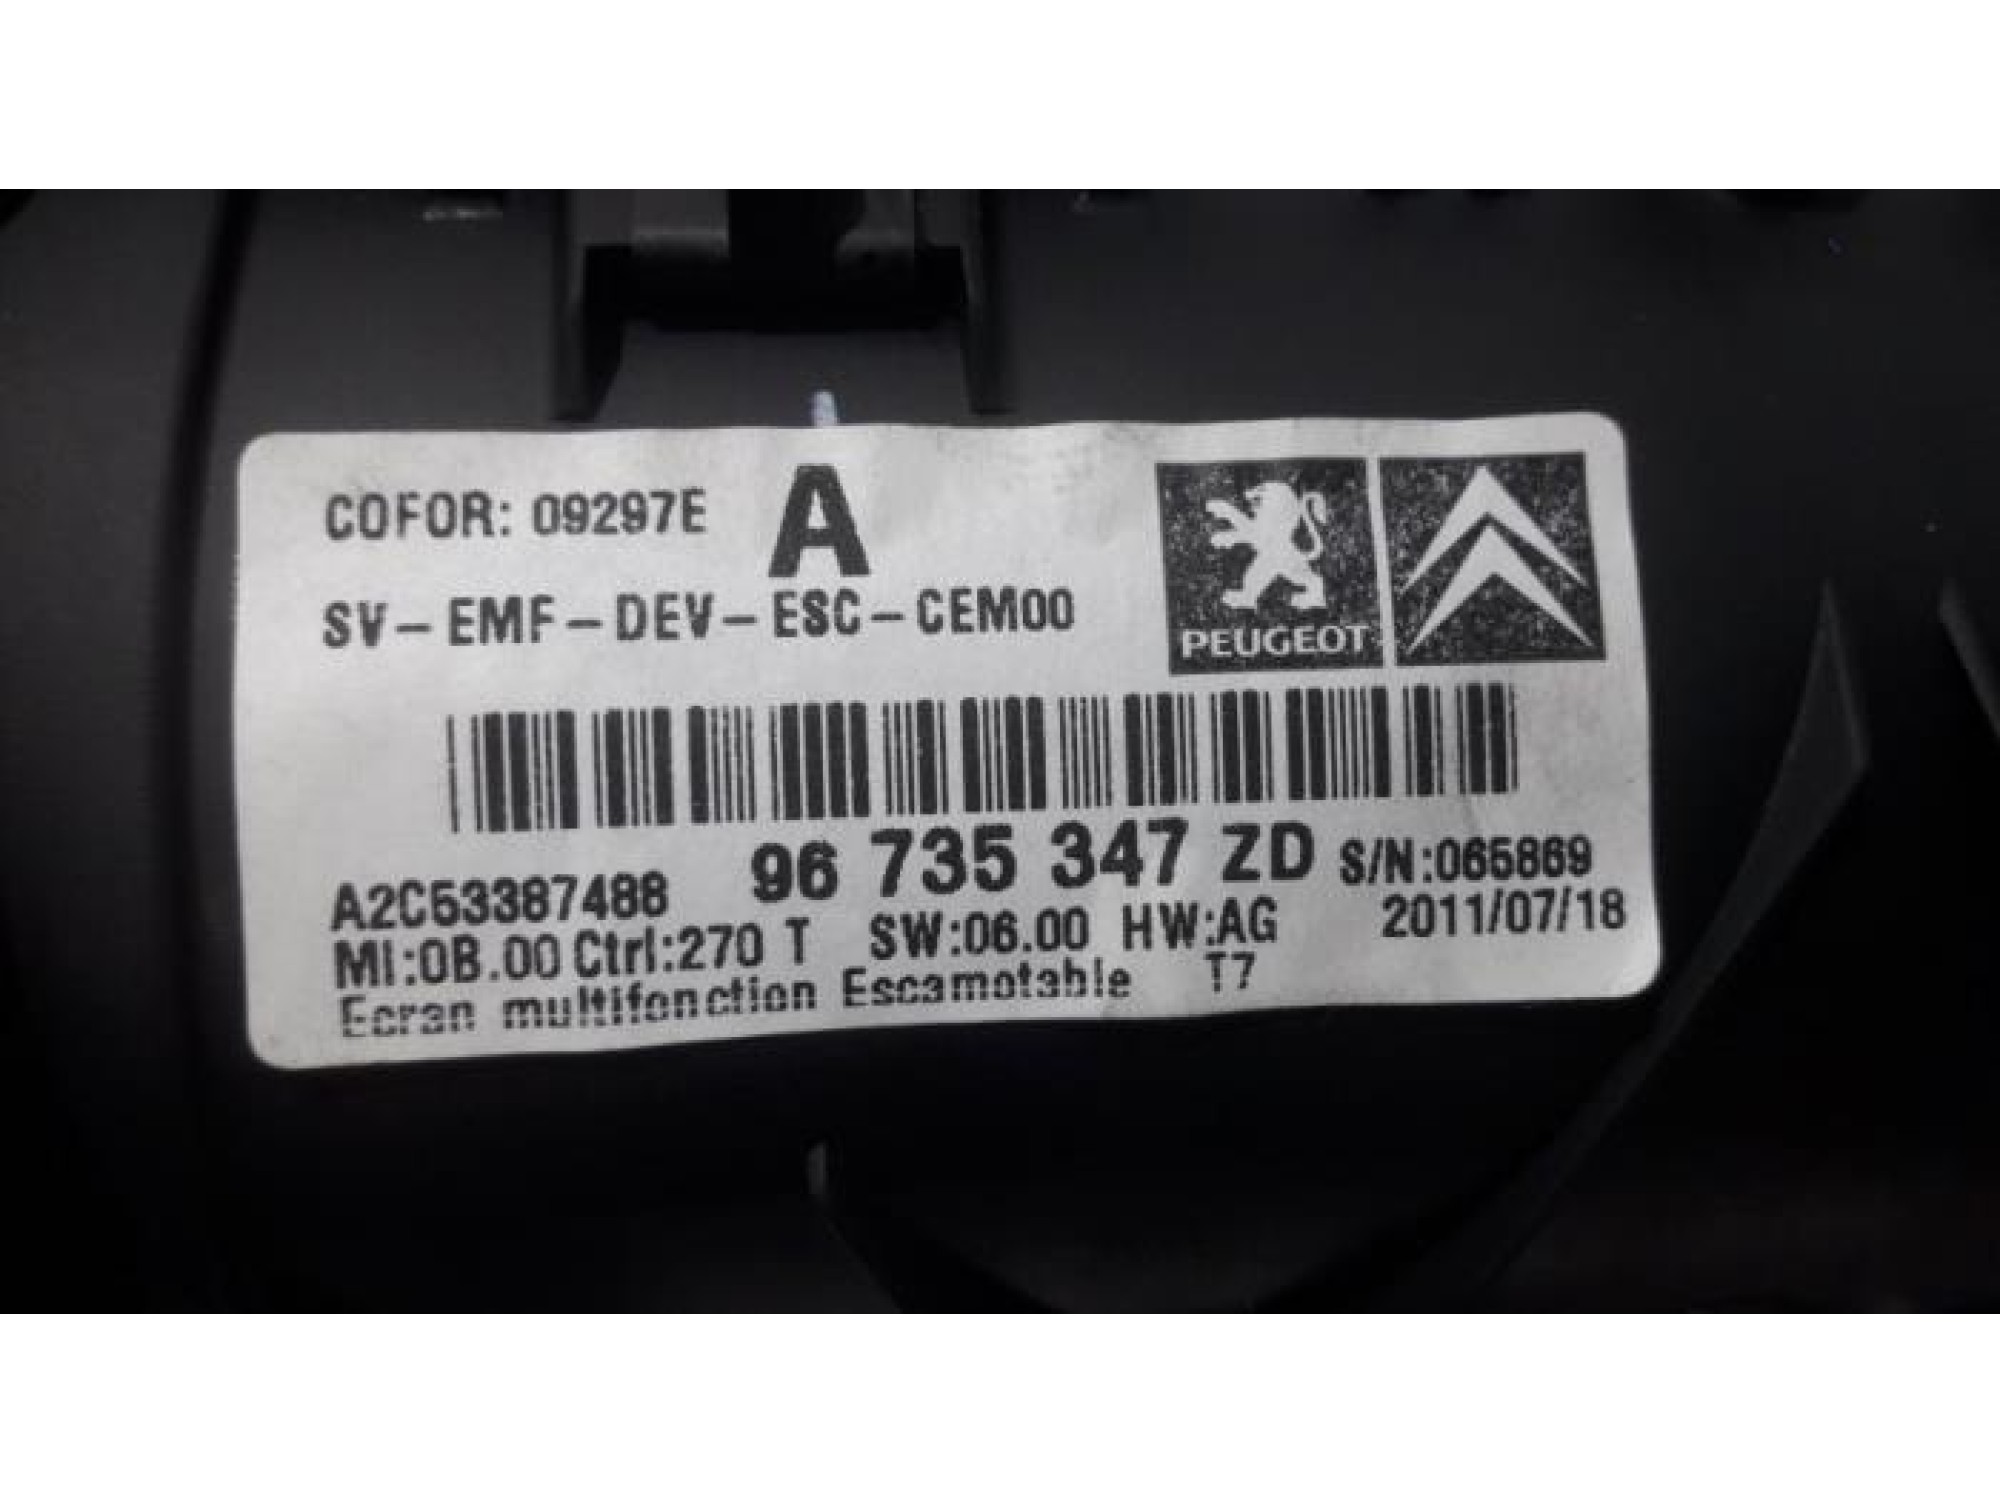 COFOR: 09297E A
SV-EMF-DEV-ESC-CEM00
PEUGEOT
96 735 347 ZD S/N:065869
A2C53387488
2011/07/18
MI:0B.00 Ctrl:270 T SW:06.00 HW:AG
Ecran multifonction Escamotable T7